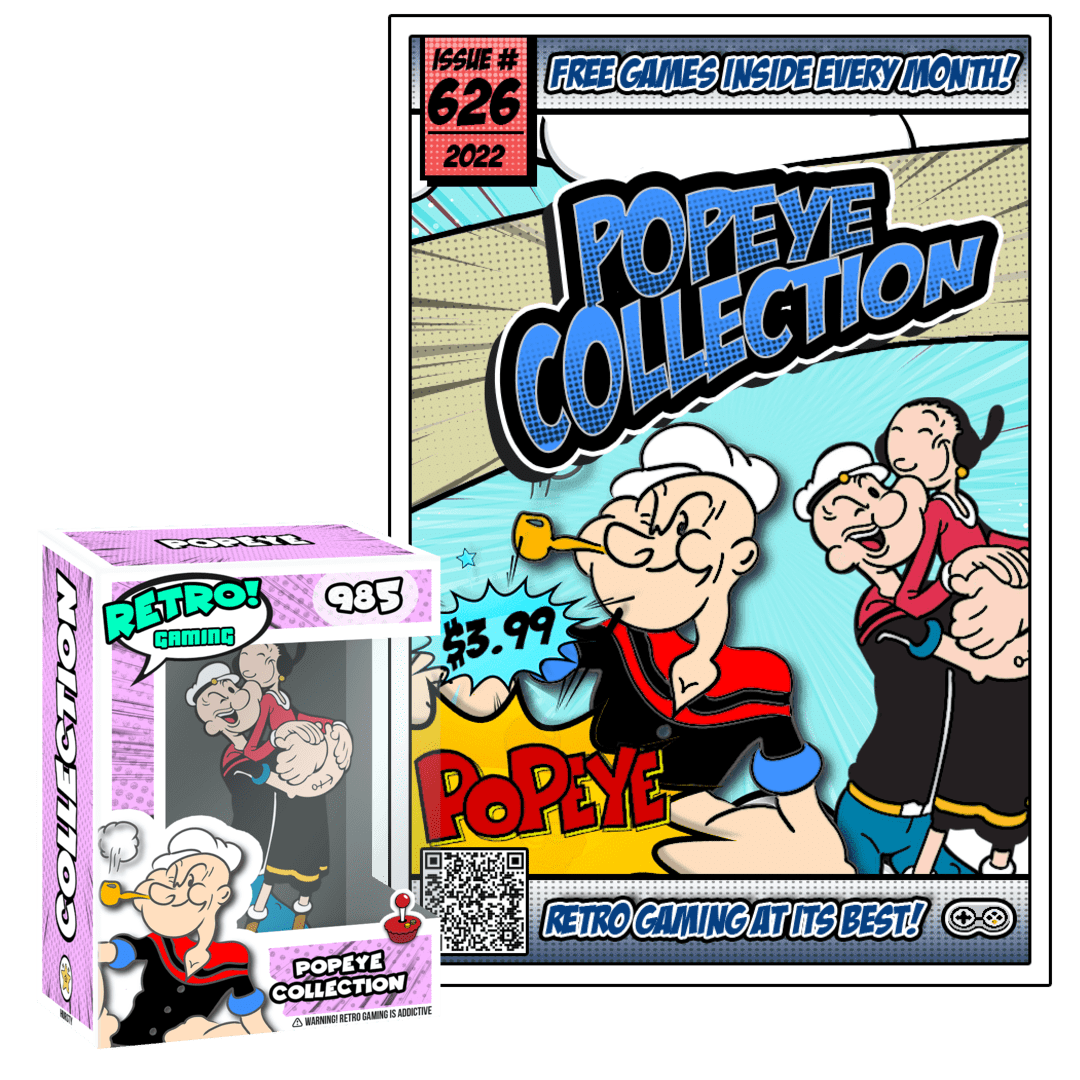 ISSUE #
626
2022
FREE GAMES INSIDE EVERY MONTH!
POPEYE
COLLECTION
$3.99
POPEYE
RETRO GAMING AT ITS BEST!
POPEYE
RETRO!
GAMING
985
COLLECTION
POPEYE
COLLECTION
WARNING! RETRO GAMING IS ADDICTIVE